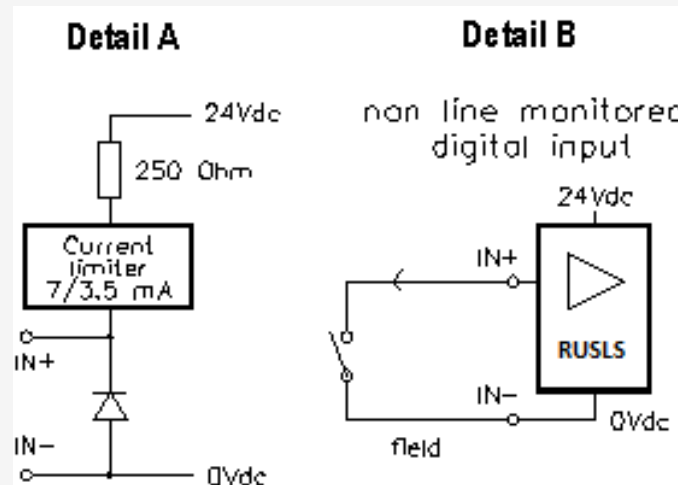 Detail A
24Vdc
250 Ohm
Current
limiter
7/3.5 mA
IN+
IN-
0Vdc
Detail B
non line monitored
digital input
24Vdc
IN+
RUSLS
IN-
0Vdc
field